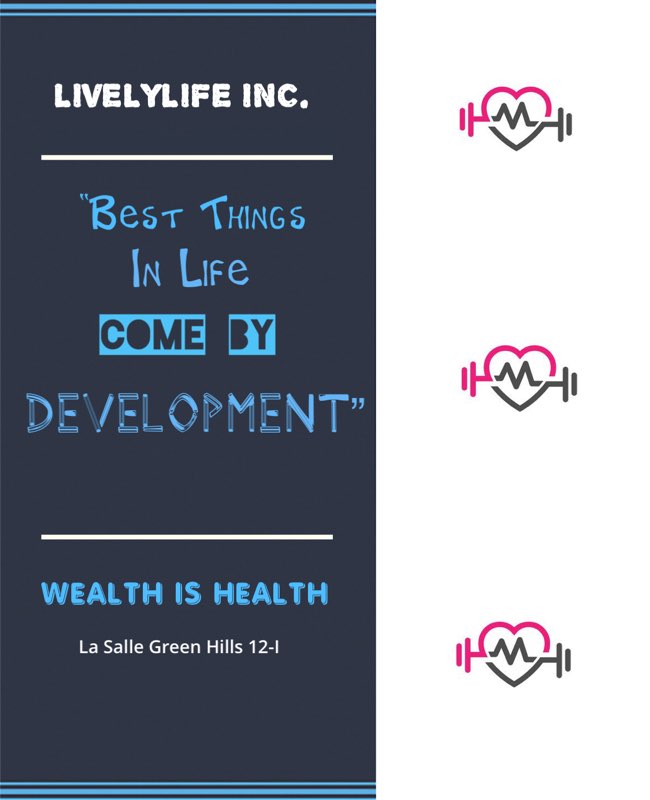 LIVELYLIFE INC.
“Best Things
In Life
COME BY
DEVELOPMENT”
WEALTH IS HEALTH
La Salle Green Hills 12-I